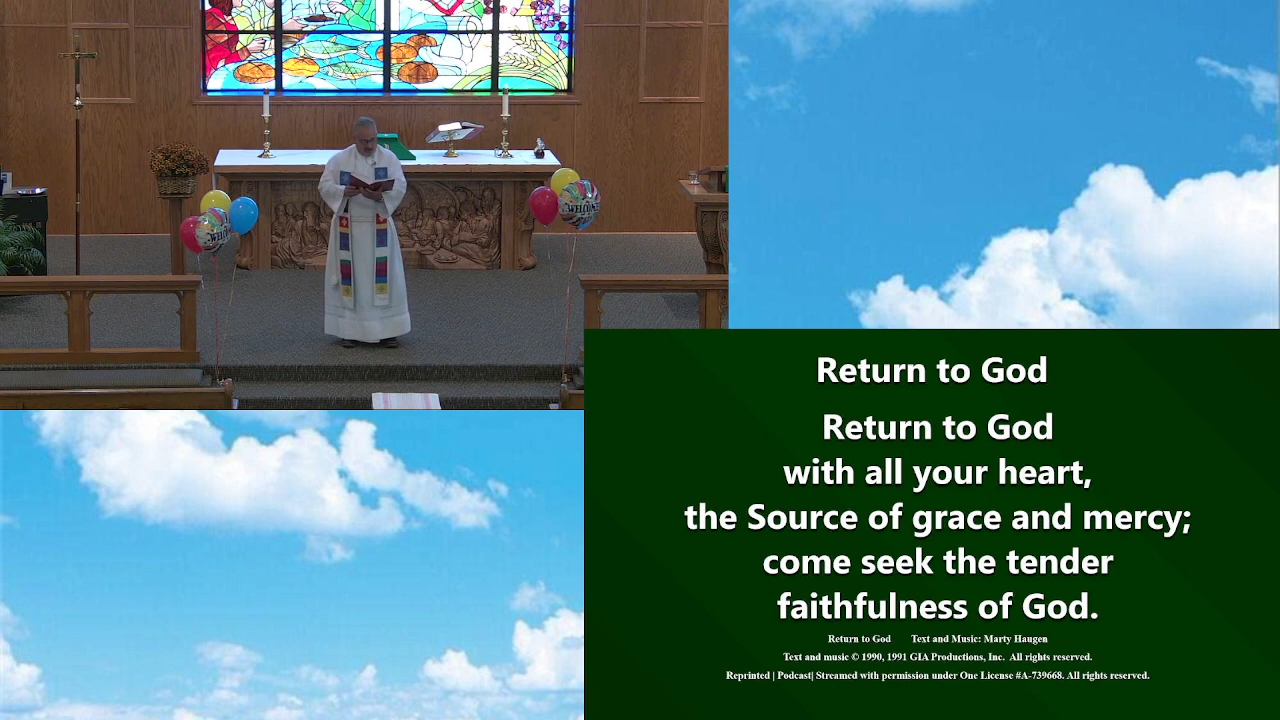 WELCOME
Return to God
Return to God
with all your heart,
the Source of grace and mercy;
come seek the tender
faithfulness of God.
Return to God Text and Music: Marty Haugen
Text and music © 1990, 1991 GIA Productions, Inc. All rights reserved.
Reprinted | Podcast| Streamed with permission under One License #A-739668. All rights reserved.